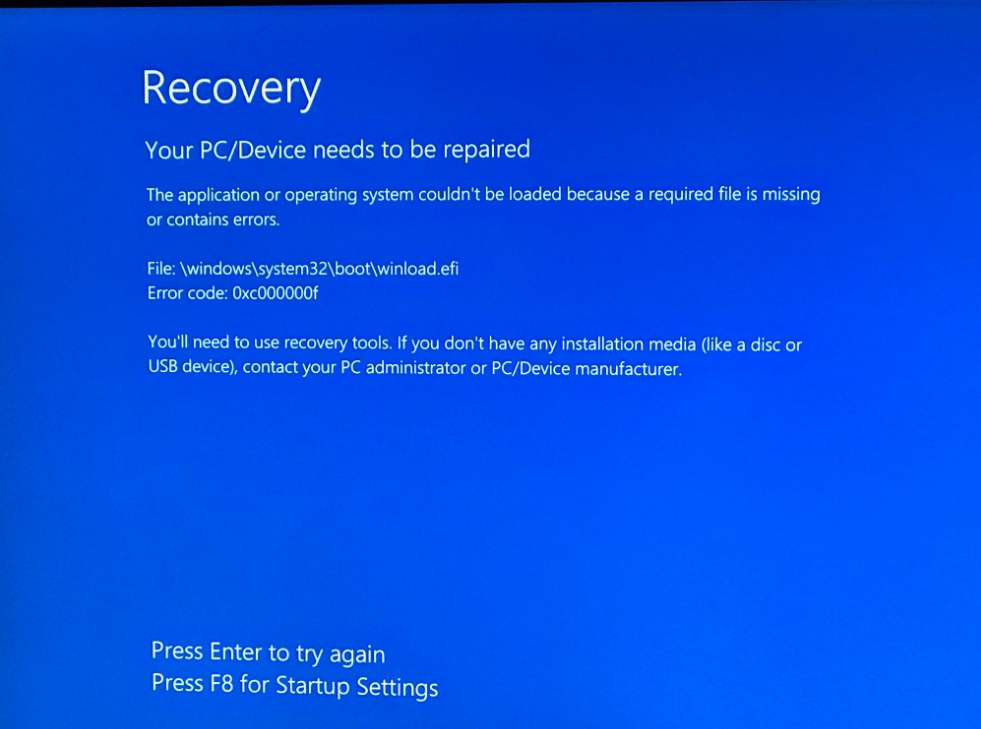 Recovery
Your PC/Device needs to be repaired
The application or operating system couldn't be loaded because a required file is missing
or contains errors.
File: \windows\system32\boot\winload.efi
Error code: 0xc000000f
You'll need to use recovery tools. If you don't have any installation media (like a disc or
USB device), contact your PC administrator or PC/Device manufacturer.
Press Enter to try again
Press F8 for Startup Settings